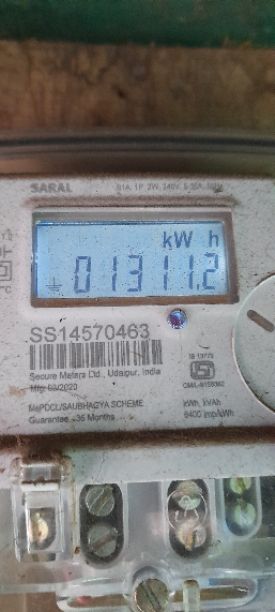 SARAL
kW h
01311.2
SS14570463
Secure Meters Ltd., Udaipur, India
Mfg 03/2020
MePDCL/SAUBHAGYA SCHEME
Guarantee - 36 Months
kWh, kVAh
6400 imp/kWh